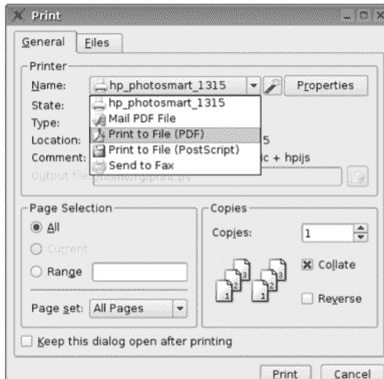 Print
General Files
Printer
Name: hp_photosmart_1315 Properties
State: hp_photosmart_1315
Mail PDF File
Type: Print to File (PDF)
Location: Print to File (PostScript) 5
Comment: Send to Fax c + hpijs
Output file:
Page Selection Copies
All Copies: 1
Current
Range Collate
Page set: All Pages Reverse
Keep this dialog open after printing
Print Cancel